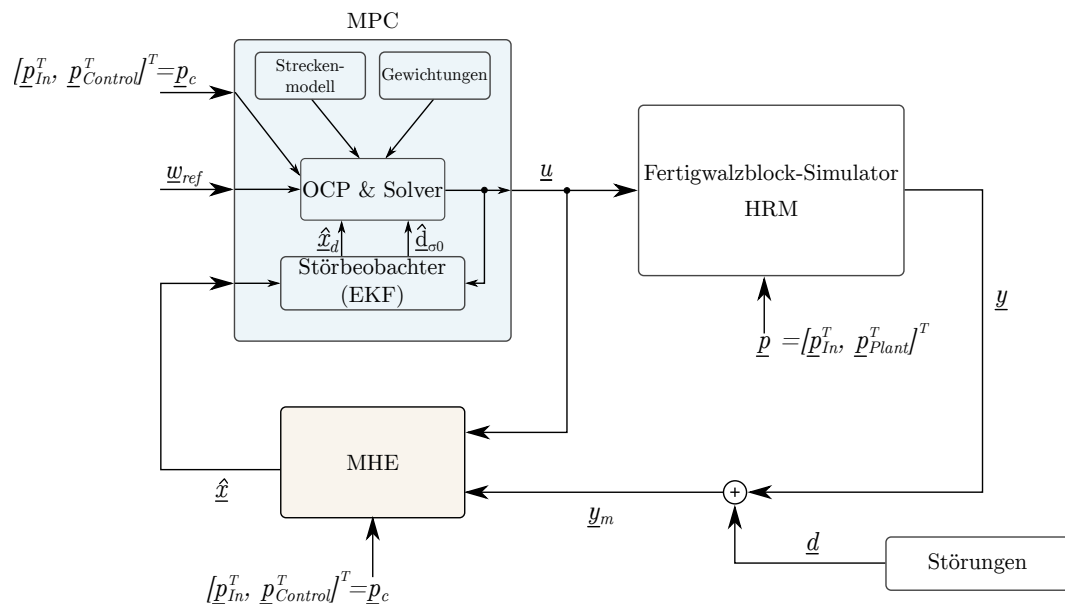 MPC
[p_In^T, p_Control^T]^T=p_c
Strecken-
modell
Gewichtungen
w_ref
OCP & Solver
u
Fertigwalzblock-Simulator
HRM
x̂_d
d̂_σ0
Störbeobachter
(EKF)
y
p =[p_In^T, p_Plant^T]^T
MHE
x̂
+
y_m
d
Störungen
[p_In^T, p_Control^T]^T=p_c